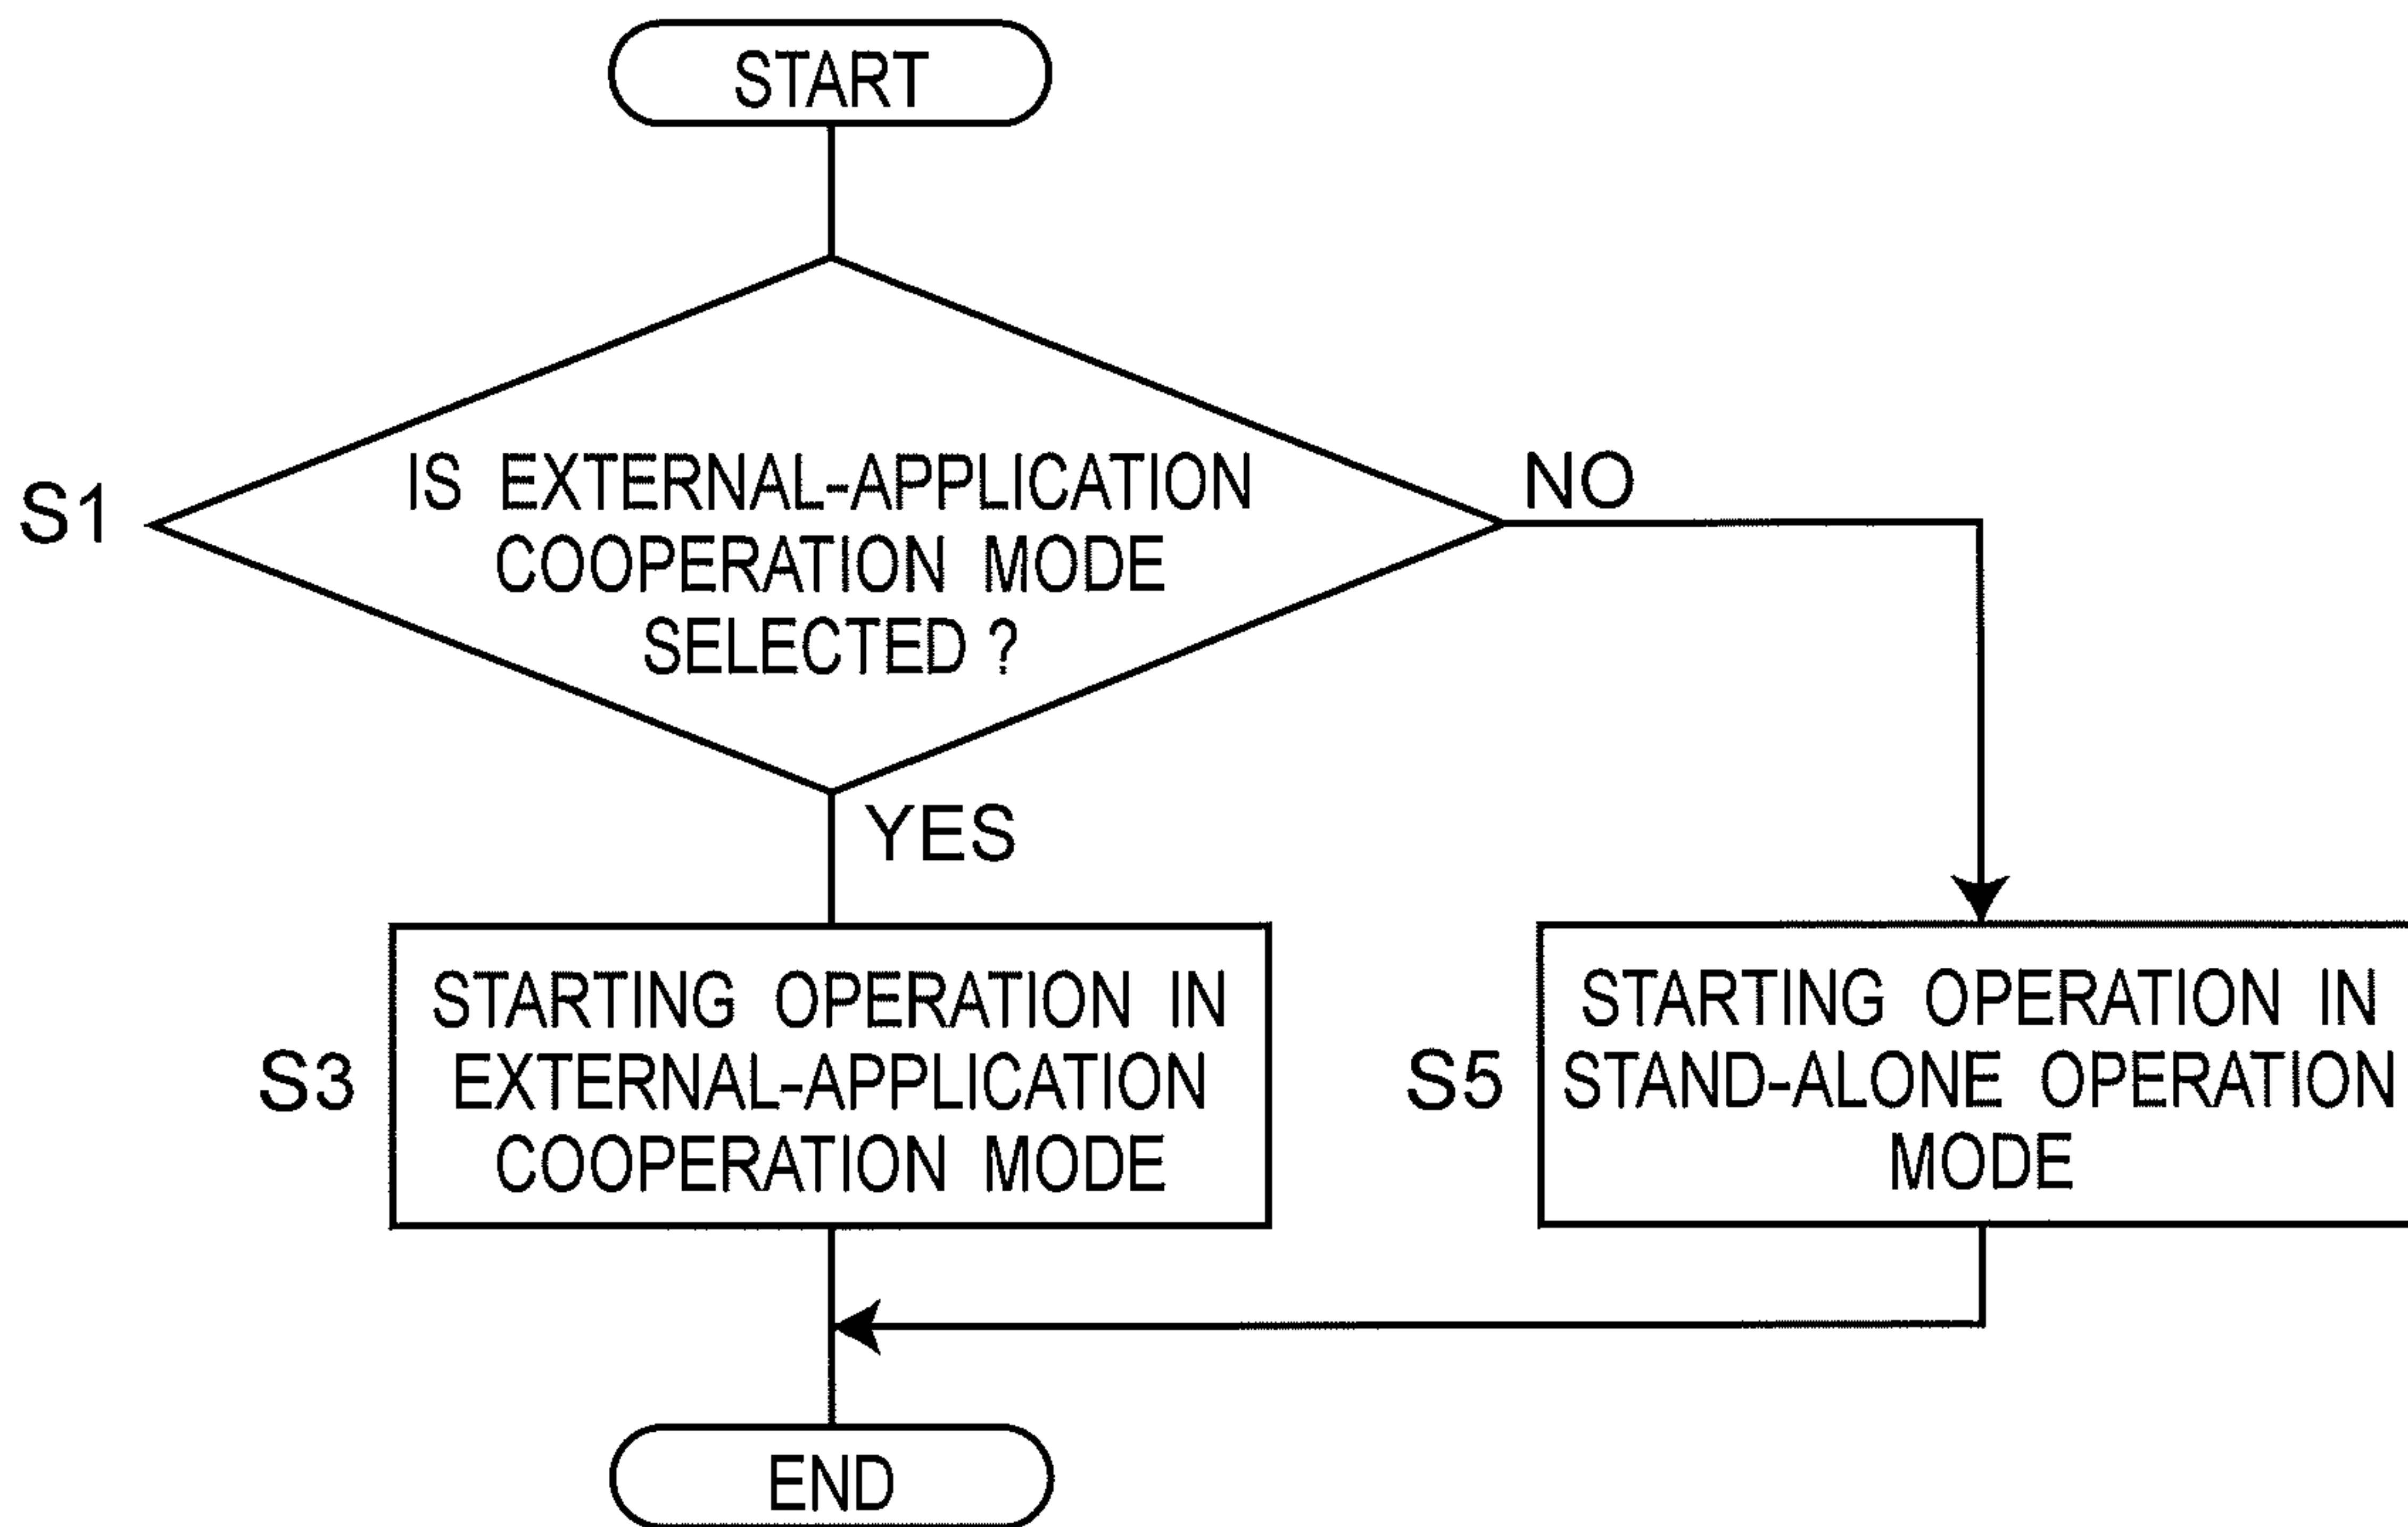 START
S1
IS EXTERNAL-APPLICATION
COOPERATION MODE
SELECTED ?
NO
YES
S3
STARTING OPERATION IN
EXTERNAL-APPLICATION
COOPERATION MODE
S5
STARTING OPERATION IN
STAND-ALONE OPERATION
MODE
END